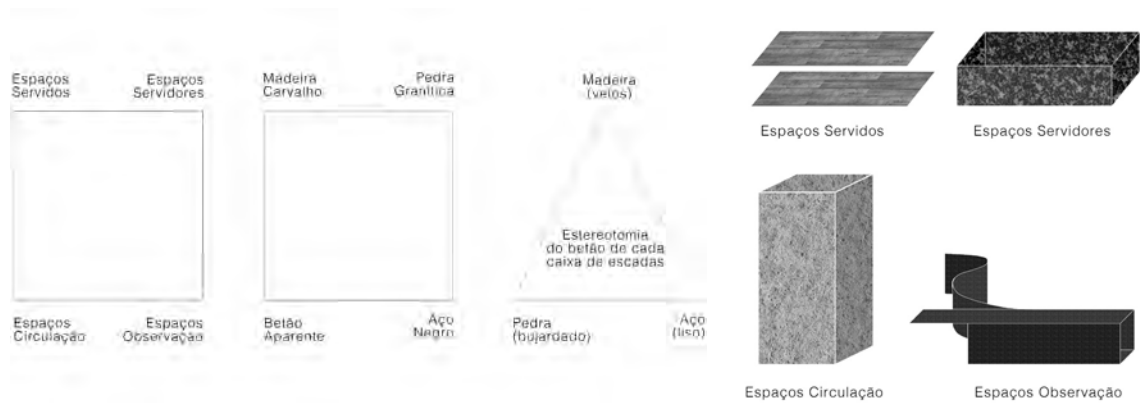 Espaços
Servidos
Espaços
Servidores
Espaços
Circulação
Espaços
Observação
Madeira
Carvalho
Pedra
Granítica
Betão
Aparente
Aço
Negro
Madeira
(veios)
Estereotomia
do betão de cada
caixa de escadas
Pedra
(bujardado)
Aço
(liso)
Espaços Servidos
Espaços Servidores
Espaços Circulação
Espaços Observação